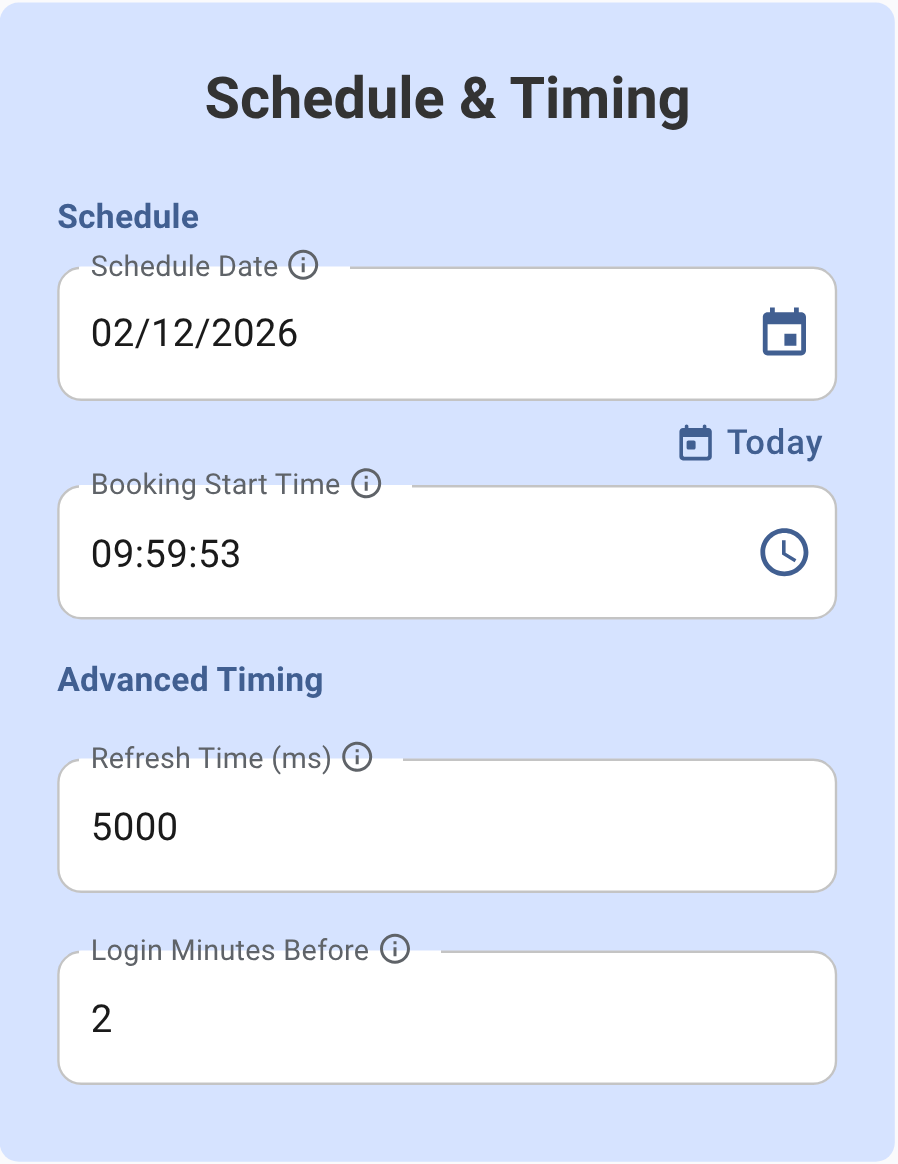 Schedule & Timing
Schedule
Schedule Date
02/12/2026
Today
Booking Start Time
09:59:53
Advanced Timing
Refresh Time (ms)
5000
Login Minutes Before
2